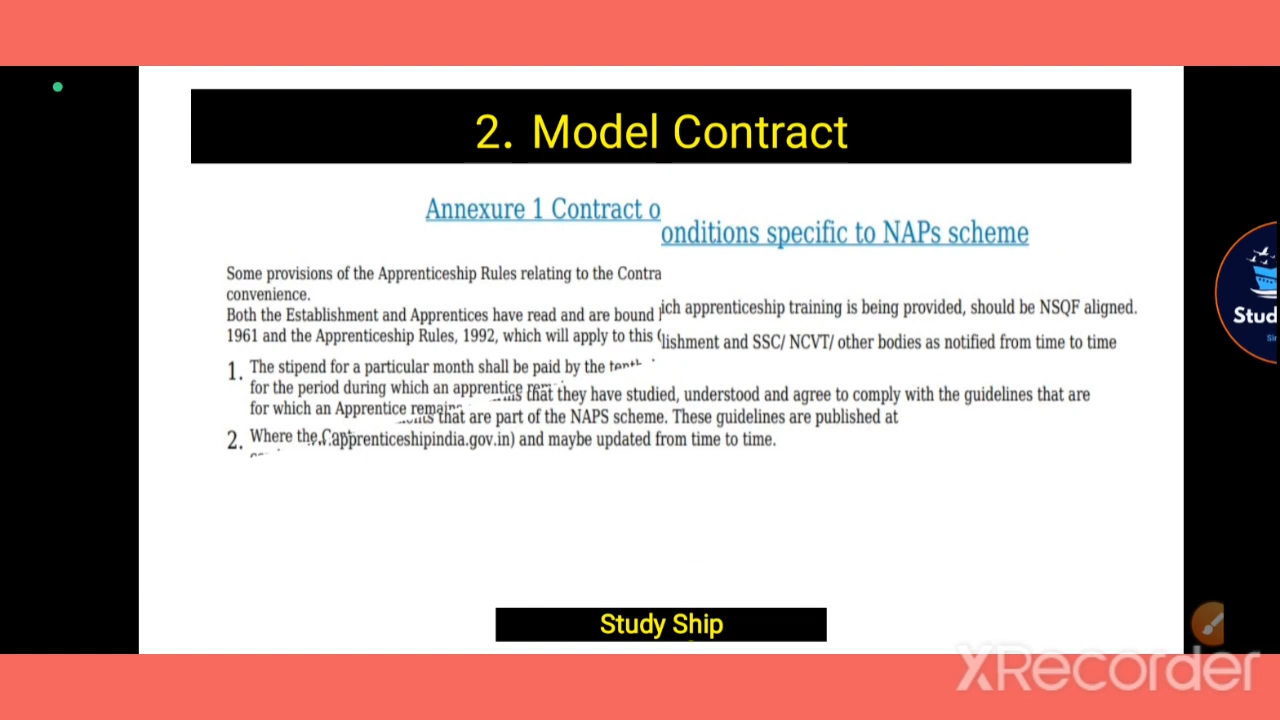 2. Model Contract
Annexure 1 Contract o
onditions specific to NAPs scheme
Some provisions of the Apprenticeship Rules relating to the Contra
convenience.
Both the Establishment and Apprentices have read and are bound
ich apprenticeship training is being provided, should be NSQF aligned.
1961 and the Apprenticeship Rules, 1992, which will apply to this
lishment and SSC/ NCVT/ other bodies as notified from time to time
1. The stipend for a particular month shall be paid by the
for the period during which an apprentice
that they have studied, understood and agree to comply with the guidelines that are
for which an Apprentice
that are part of the NAPS scheme. These guidelines are published at
2. Where the
apprenticeshipindia.gov.in) and maybe updated from time to time.
Stud
Study Ship
XRecorder